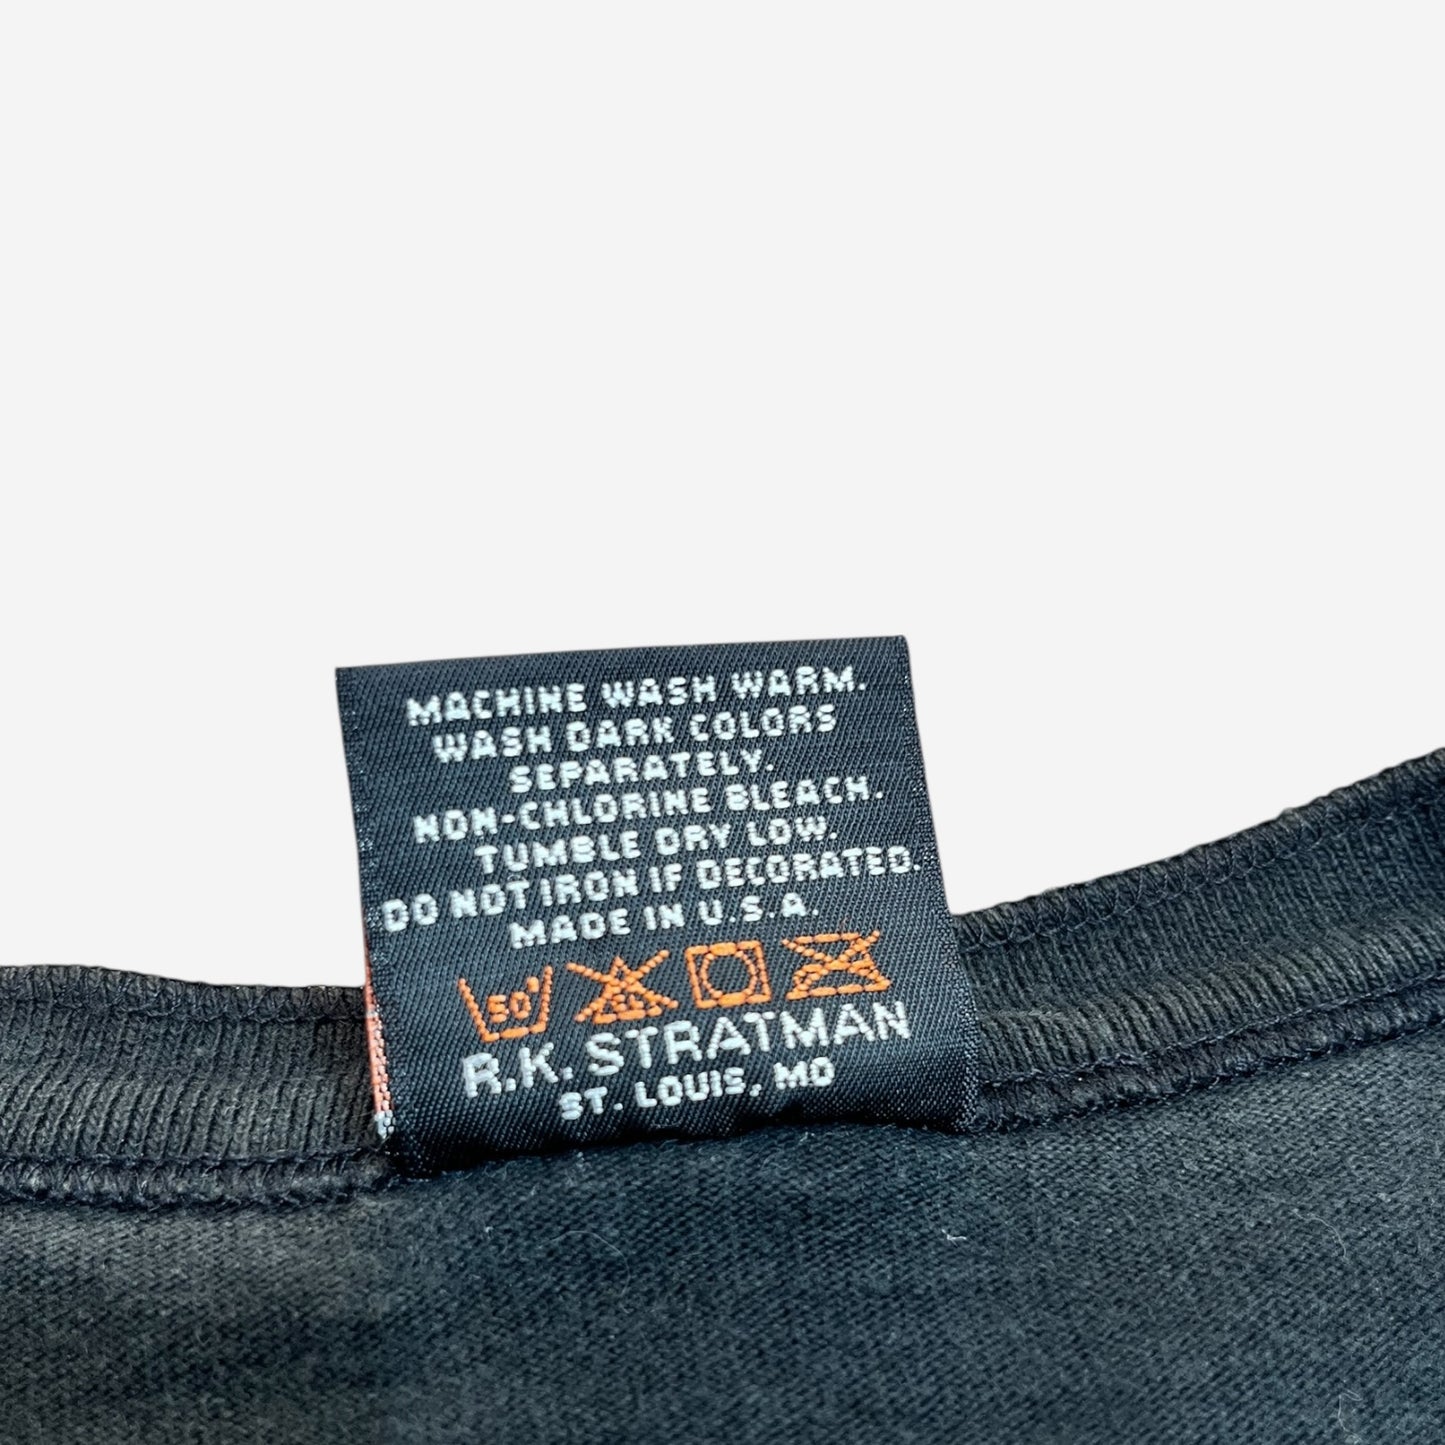 MACHINE WASH WARM.
WASH DARK COLORS
SEPARATELY.
NON-CHLORINE BLEACH.
TUMBLE DRY LOW.
DO NOT IRON IF DECORATED.
MADE IN U.S.A.
50°
R.K. STRATMAN
ST. LOUIS, MO